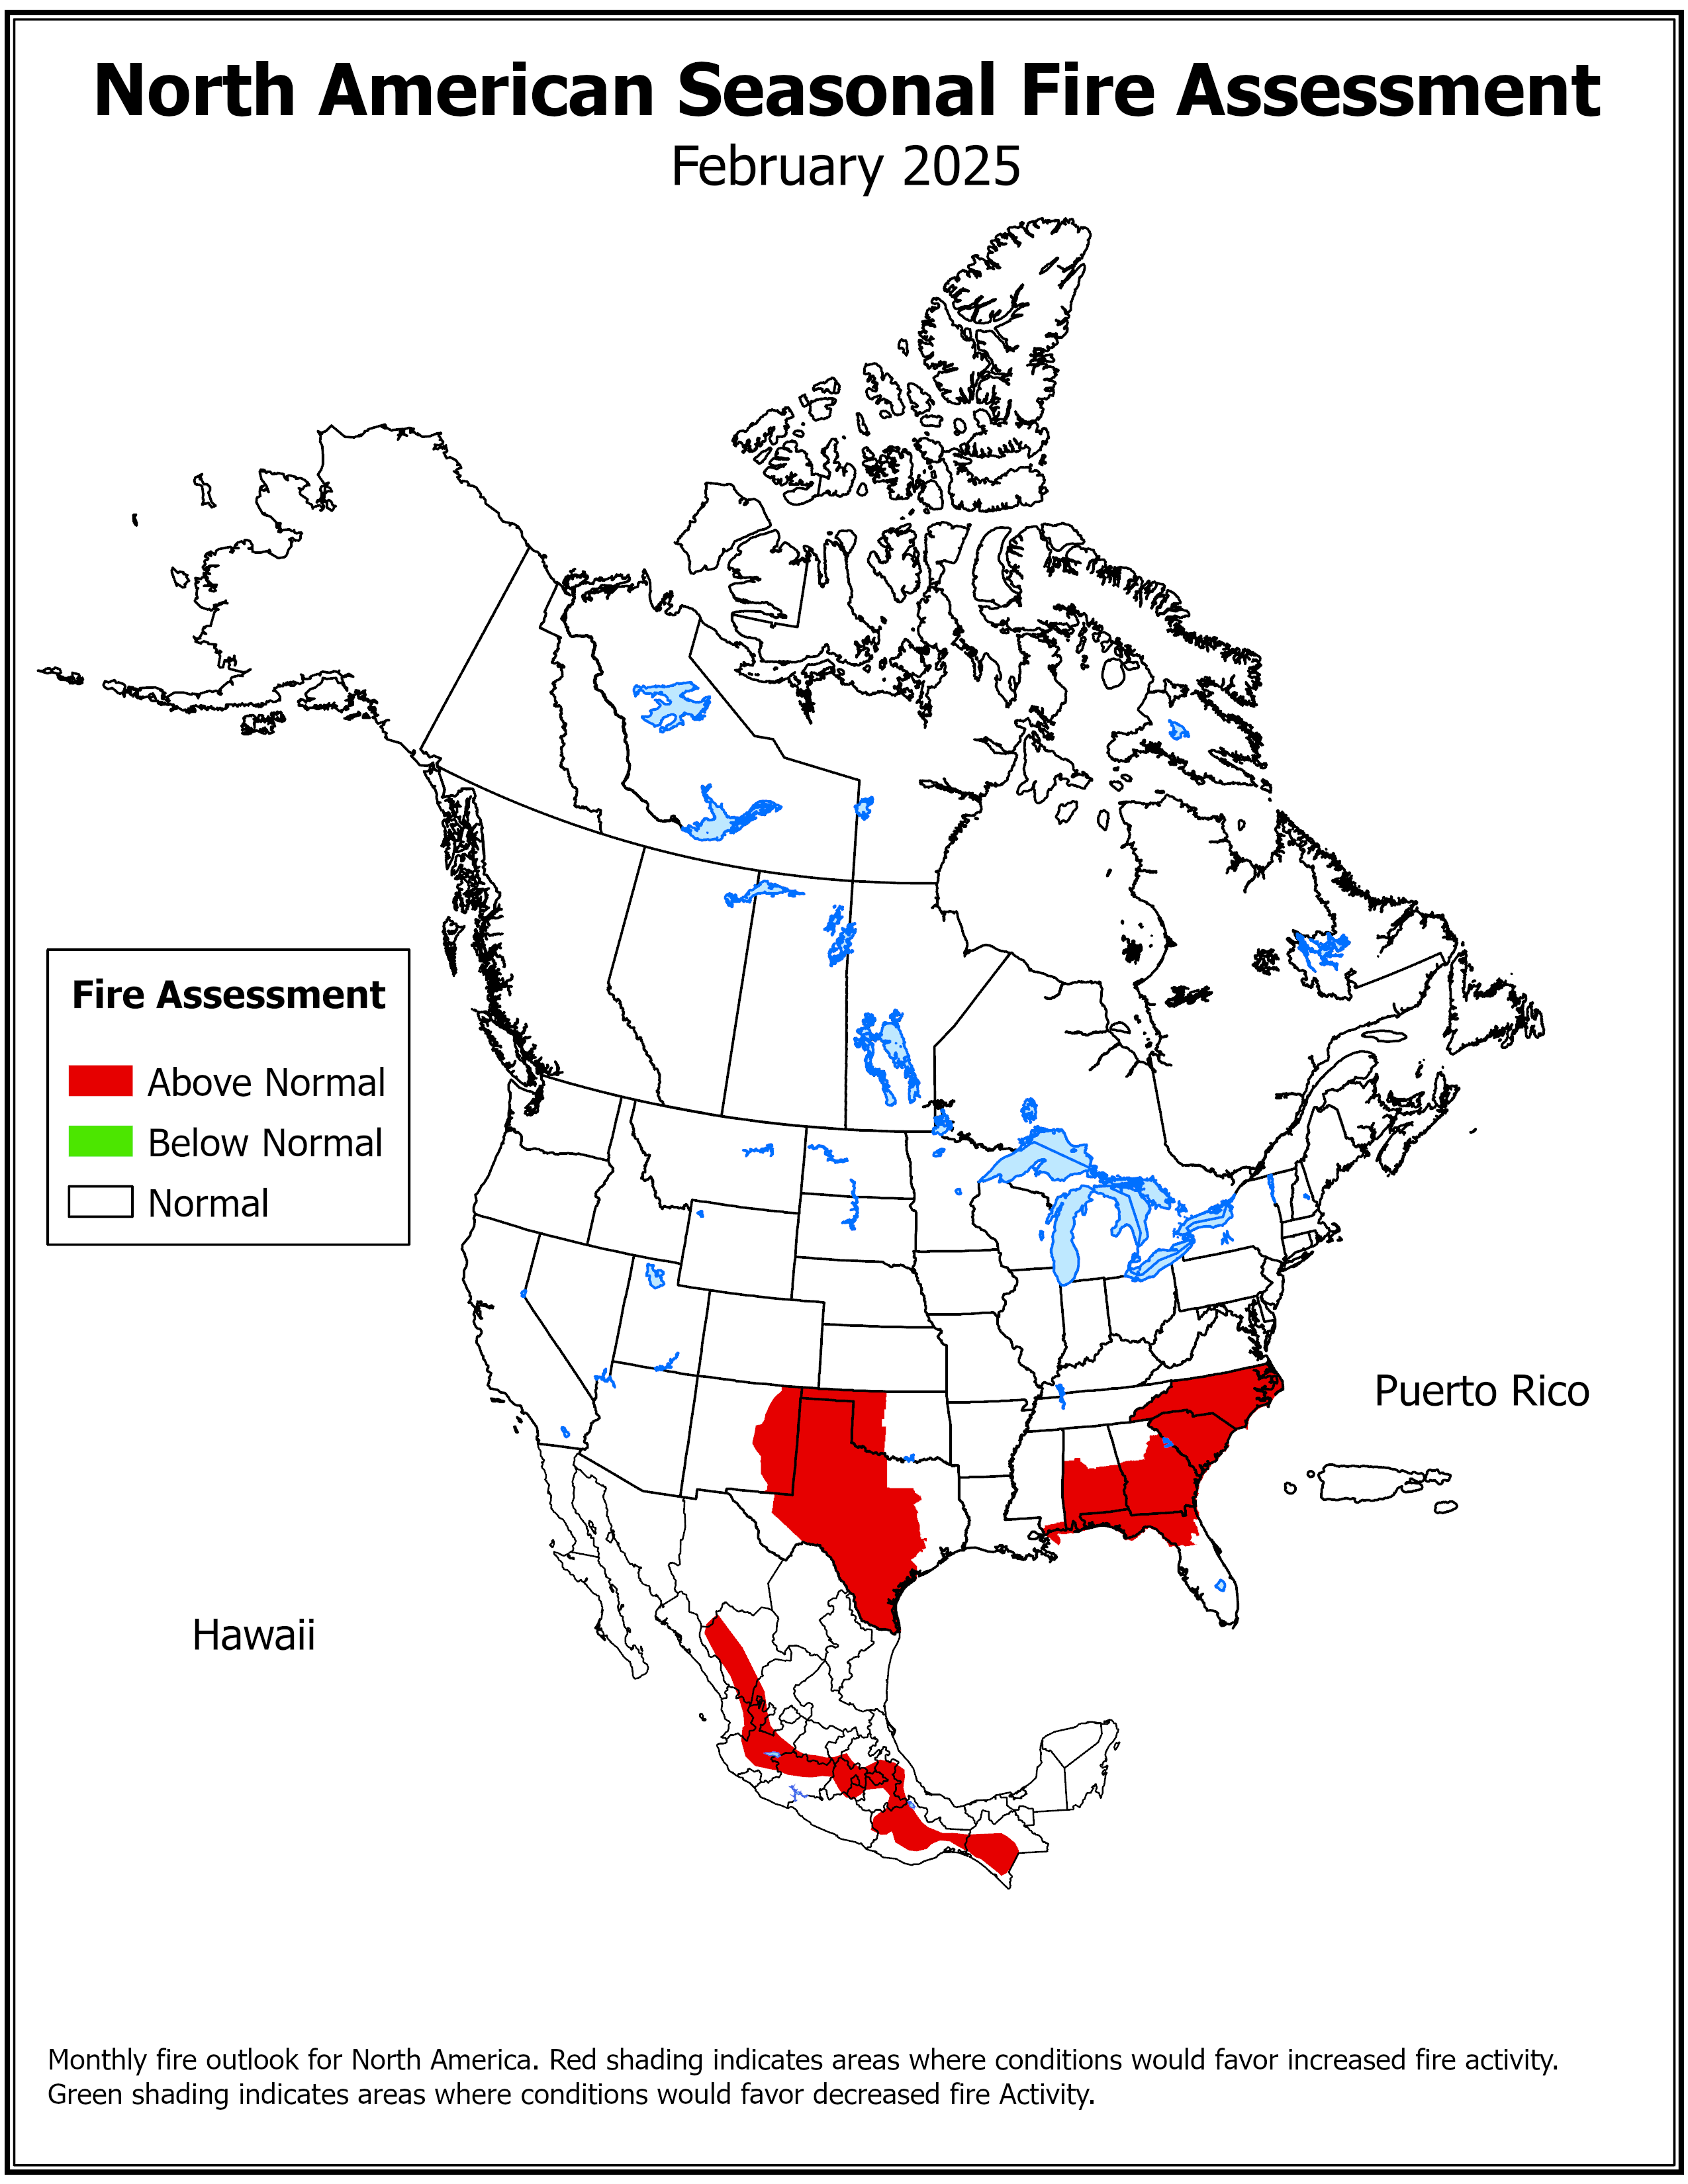 North American Seasonal Fire Assessment
February 2025
Fire Assessment
Above Normal
Below Normal
Normal
Puerto Rico
Hawaii
Monthly fire outlook for North America. Red shading indicates areas where conditions would favor increased fire activity.
Green shading indicates areas where conditions would favor decreased fire Activity.